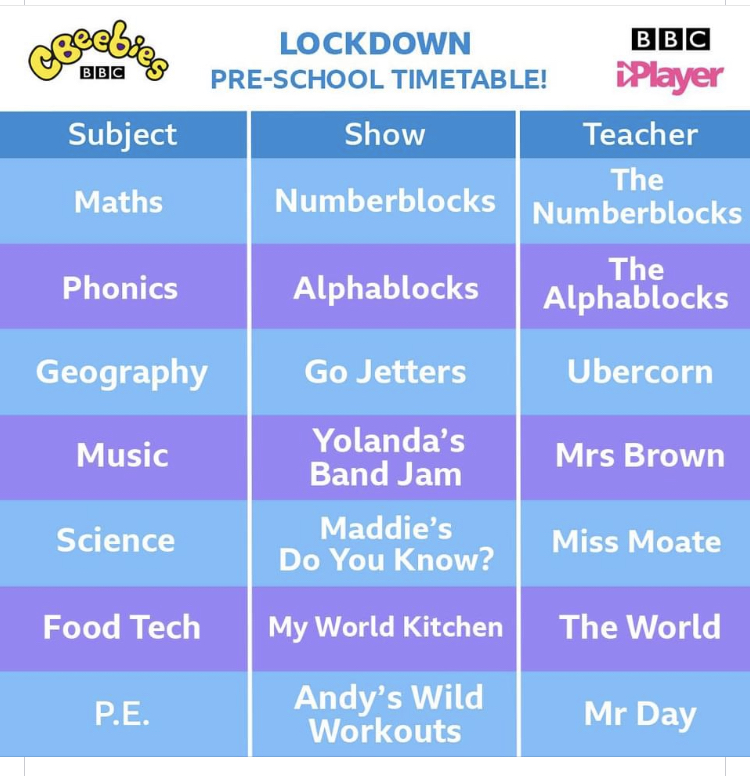 CBeebies
BBC
LOCKDOWN
PRE-SCHOOL TIMETABLE!
BBC
iPlayer
Subject Show Teacher
Maths Numberblocks The
Numberblocks
Phonics Alphablocks The
Alphablocks
Geography Go Jetters Ubercorn
Music Yolanda's
Band Jam Mrs Brown
Science Maddie's
Do You Know? Miss Moate
Food Tech My World Kitchen The World
P.E. Andy's Wild
Workouts Mr Day